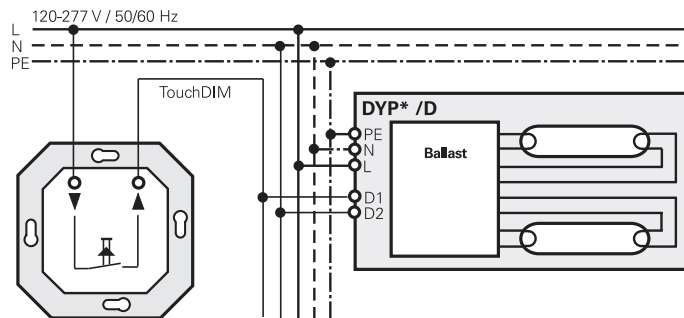 120-277 V / 50/60 Hz
L
N
PE
TouchDIM
DYP* /D
PE
N
L
D1
D2
Ballast